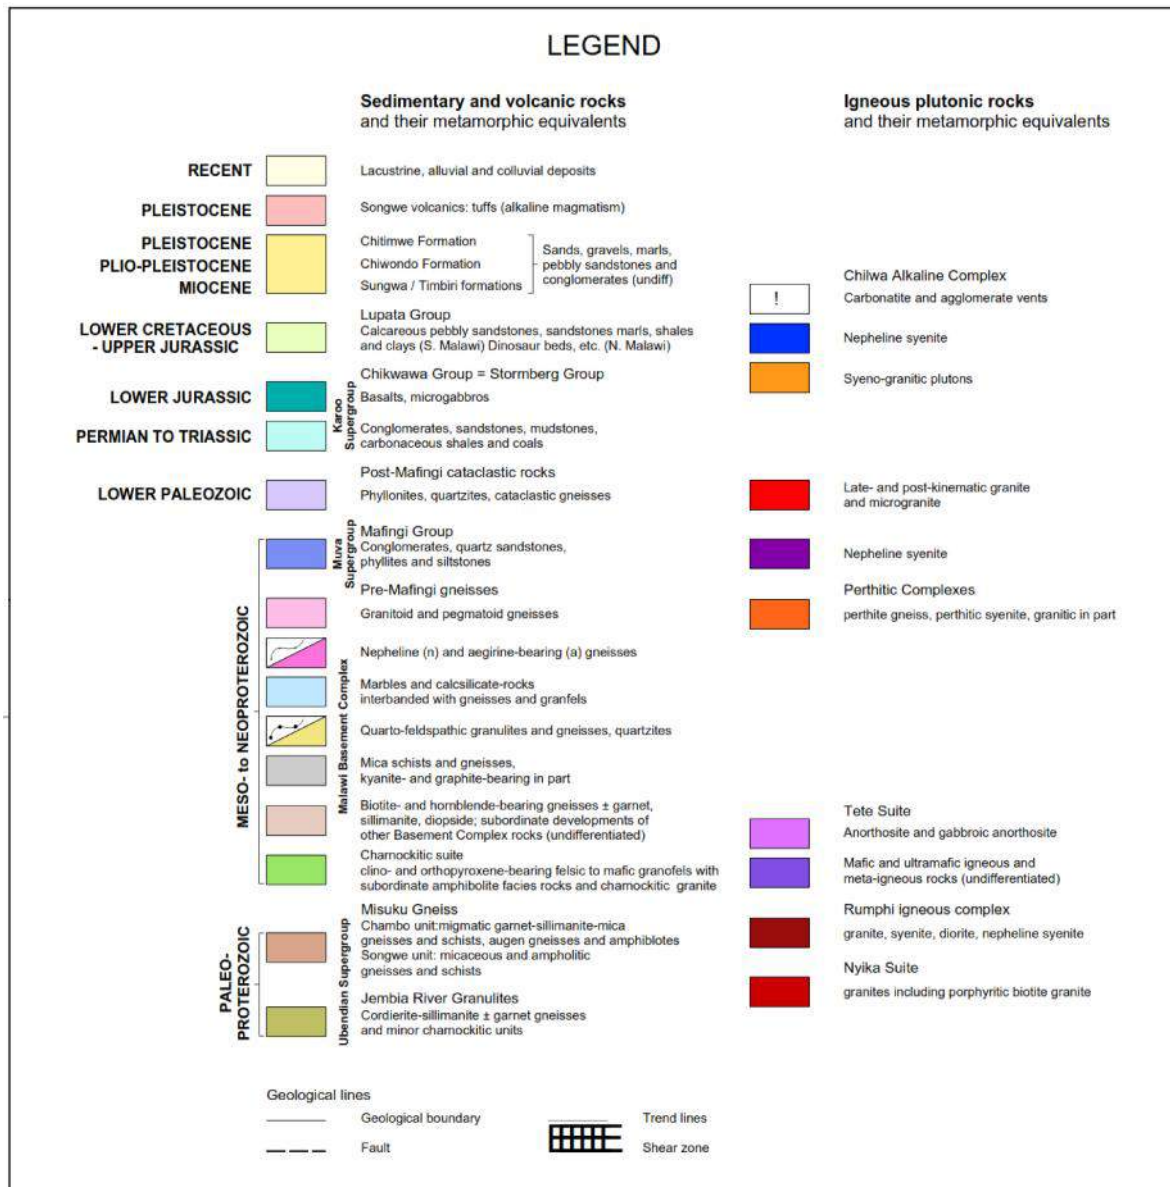 LEGEND
Sedimentary and volcanic rocks
and their metamorphic equivalents
Igneous plutonic rocks
and their metamorphic equivalents
RECENT
Lacustrine, alluvial and colluvial deposits
PLEISTOCENE
Songwe volcanics: tuffs (alkaline magmatism)
PLEISTOCENE
Chitimwe Formation
PLIO-PLEISTOCENE
Chiwondo Formation
MIOCENE
Sungwa / Timbiri formations
Sands, gravels, marls,
pebbly sandstones and
conglomerates (undiff)
Chilwa Alkaline Complex
!
Carbonatite and agglomerate vents
LOWER CRETACEOUS
- UPPER JURASSIC
Lupata Group
Calcareous pebbly sandstones, sandstones marls, shales
and clays (S. Malawi) Dinosaur beds, etc. (N. Malawi)
Nepheline syenite
Syeno-granitic plutons
Karoo
Supergroup
Chikwawa Group = Stormberg Group
LOWER JURASSIC
Basalts, microgabbros
PERMIAN TO TRIASSIC
Conglomerates, sandstones, mudstones,
carbonaceous shales and coals
Post-Mafingi cataclastic rocks
LOWER PALEOZOIC
Phyllonites, quartzites, cataclastic gneisses
Late- and post-kinematic granite
and microgranite
MESO- to NEOPROTEROZOIC
Muva
Supergroup
Mafingi Group
Conglomerates, quartz sandstones,
phyllites and siltstones
Nepheline syenite
Malawi Basement Complex
Pre-Mafingi gneisses
Granitoid and pegmatoid gneisses
Perthitic Complexes
perthite gneiss, perthitic syenite, granitic in part
Nepheline (n) and aegirine-bearing (a) gneisses
Marbles and calcsilicate-rocks
interbanded with gneisses and granfels
Quarto-feldspathic granulites and gneisses, quartzites
Mica schists and gneisses,
kyanite- and graphite-bearing in part
Biotite- and hornblende-bearing gneisses ± garnet,
sillimanite, diopside; subordinate developments of
other Basement Complex rocks (undifferentiated)
Tete Suite
Anorthosite and gabbroic anorthosite
Charnockitic suite
clino- and orthopyroxene-bearing felsic to mafic granofels with
subordinate amphibolite facies rocks and charnockitic granite
Mafic and ultramafic igneous and
meta-igneous rocks (undifferentiated)
PALEO-
PROTEROZOIC
Ubendian Supergroup
Misuku Gneiss
Chambo unit:migmatic garnet-sillimanite-mica
gneisses and schists, augen gneisses and amphiblotes
Songwe unit: micaceous and ampholitic
gneisses and schists
Rumphi igneous complex
granite, syenite, diorite, nepheline syenite
Jembia River Granulites
Cordierite-sillimanite ± garnet gneisses
and minor charnockitic units
Nyika Suite
granites including porphyritic biotite granite
Geological lines
Geological boundary
Trend lines
Fault
Shear zone